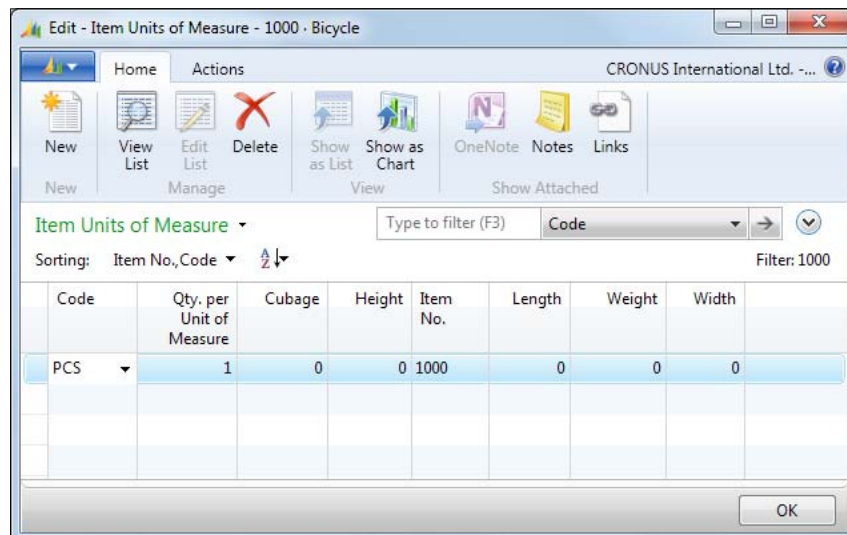 Edit - Item Units of Measure - 1000 · Bicycle
Home Actions CRONUS International Ltd. -...
New View List Edit List Delete Show as List Show as Chart OneNote Notes Links
New Manage View Show Attached
Item Units of Measure Type to filter (F3) Code
Sorting: Item No.,Code Filter: 1000
Code Qty. per Unit of Measure Cubage Height Item No. Length Weight Width
PCS 1 0 0 1000 0 0 0
OK